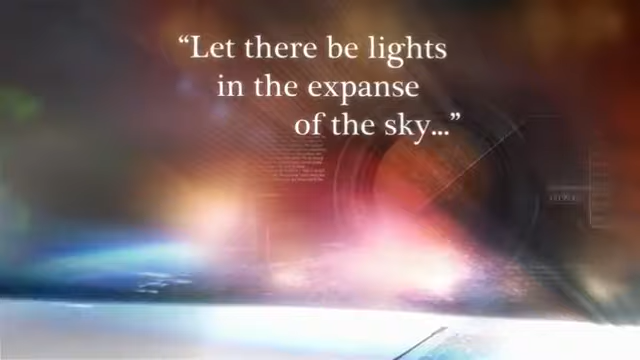 “Let there be lights
in the expanse
of the sky...”